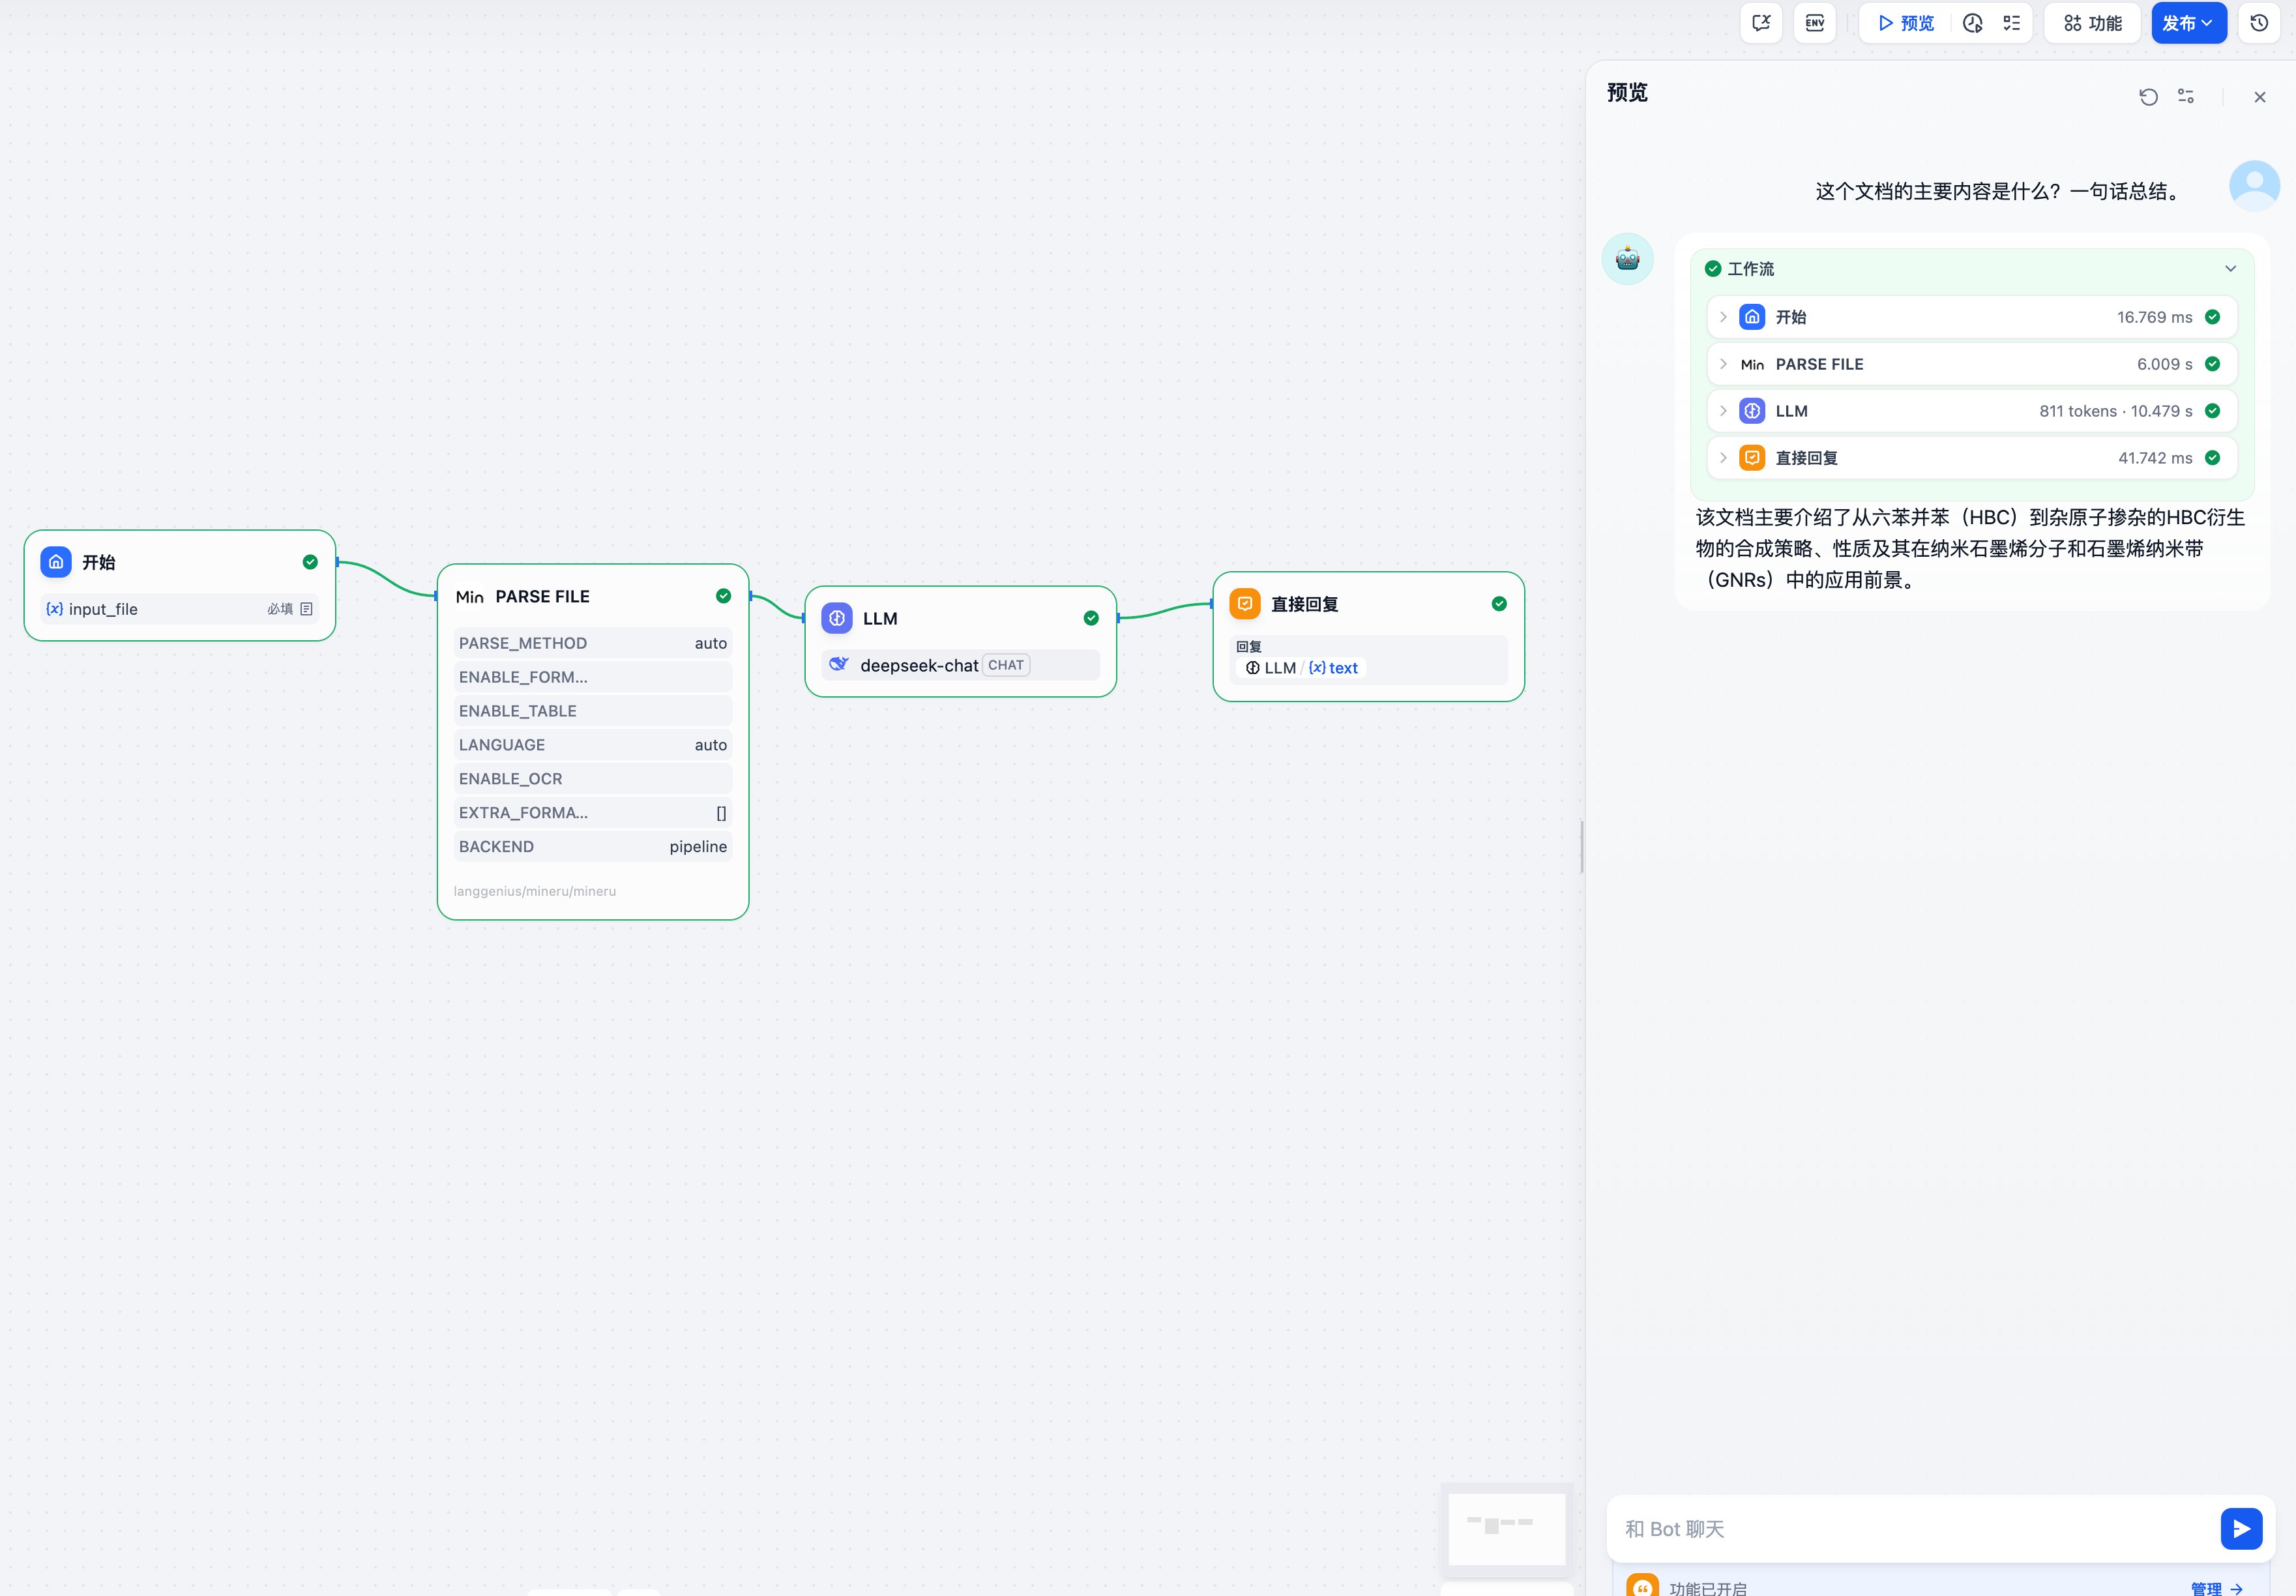 ENV
预览
功能
发布
预览
这个文档的主要内容是什么？一句话总结。
工作流
开始 16.769 ms
Min PARSE FILE 6.009 s
LLM 811 tokens · 10.479 s
直接回复 41.742 ms
该文档主要介绍了从六苯并苯（HBC）到杂原子掺杂的HBC衍生
物的合成策略、性质及其在纳米石墨烯分子和石墨烯纳米带
（GNRs）中的应用前景。
开始
{x} input_file 必填
Min PARSE FILE
PARSE_METHOD auto
ENABLE_FORM...
ENABLE_TABLE
LANGUAGE auto
ENABLE_OCR
EXTRA_FORMA... []
BACKEND pipeline
langgenius/mineru/mineru
LLM
deepseek-chat CHAT
直接回复
回复
LLM / {x} text
和 Bot 聊天
功能已开启 管理 →